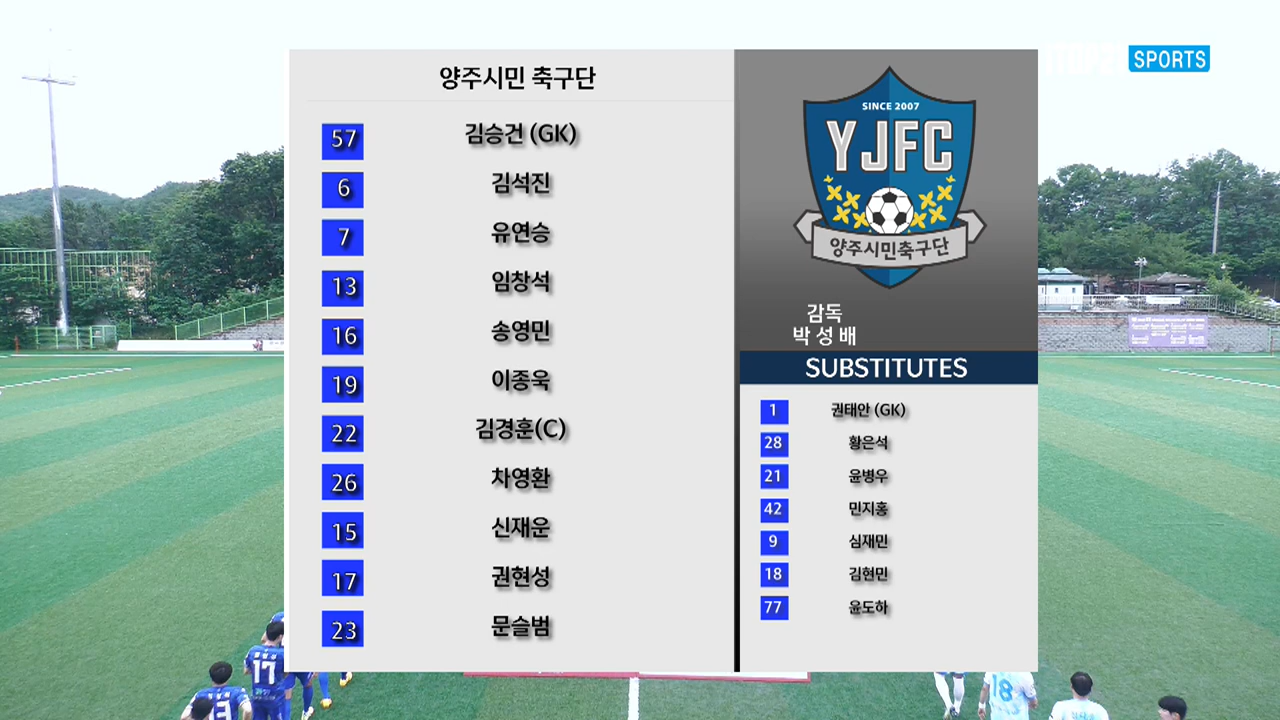 SPORTS
양주시민 축구단
57 김승건 (GK)
6 김석진
7 유연승
13 임창석
16 송영민
19 이종욱
22 김경훈(C)
26 차영환
15 신재운
17 권현성
23 문슬범
SINCE 2007
YJFC
양주시민축구단
감독
박성배
SUBSTITUTES
1 권태안 (GK)
28 황은석
21 윤병우
42 민지홍
9 심재민
18 김현민
77 윤도하
17
18